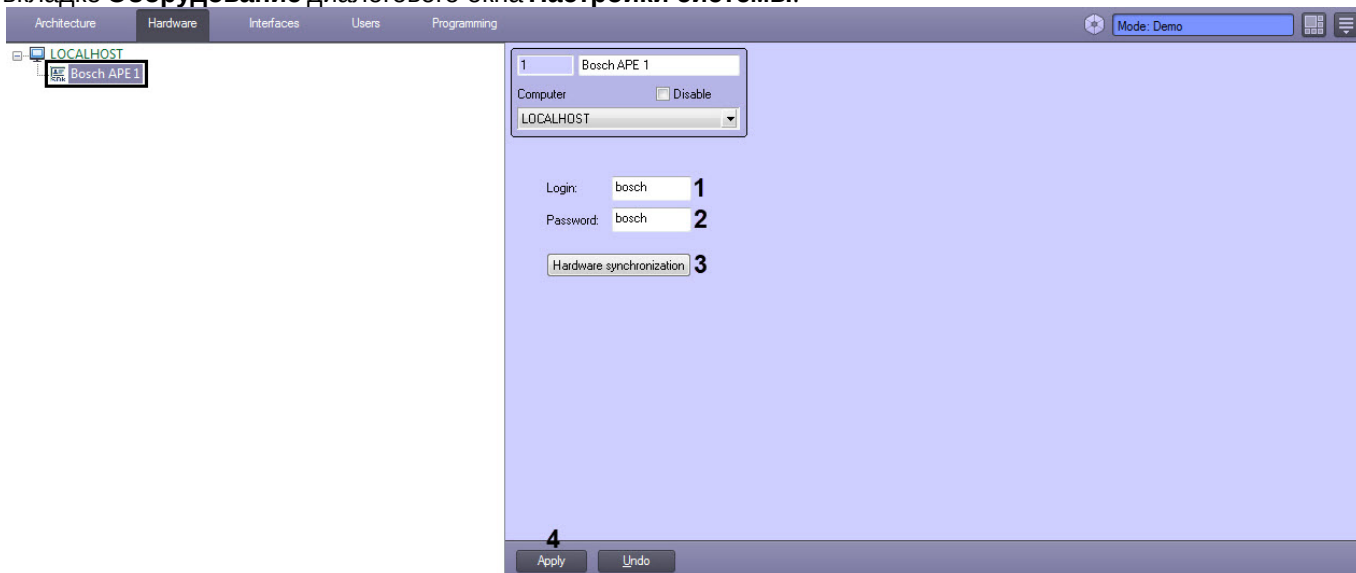 вкладке Оборудование диалогового окна Настройки системы.
Architecture Hardware Interfaces Users Programming Mode: Demo
LOCALHOST
Bosch APE 1
1 Bosch APE 1
Computer Disable
LOCALHOST
Login: bosch 1
Password: bosch 2
Hardware synchronization 3
4
Apply Undo